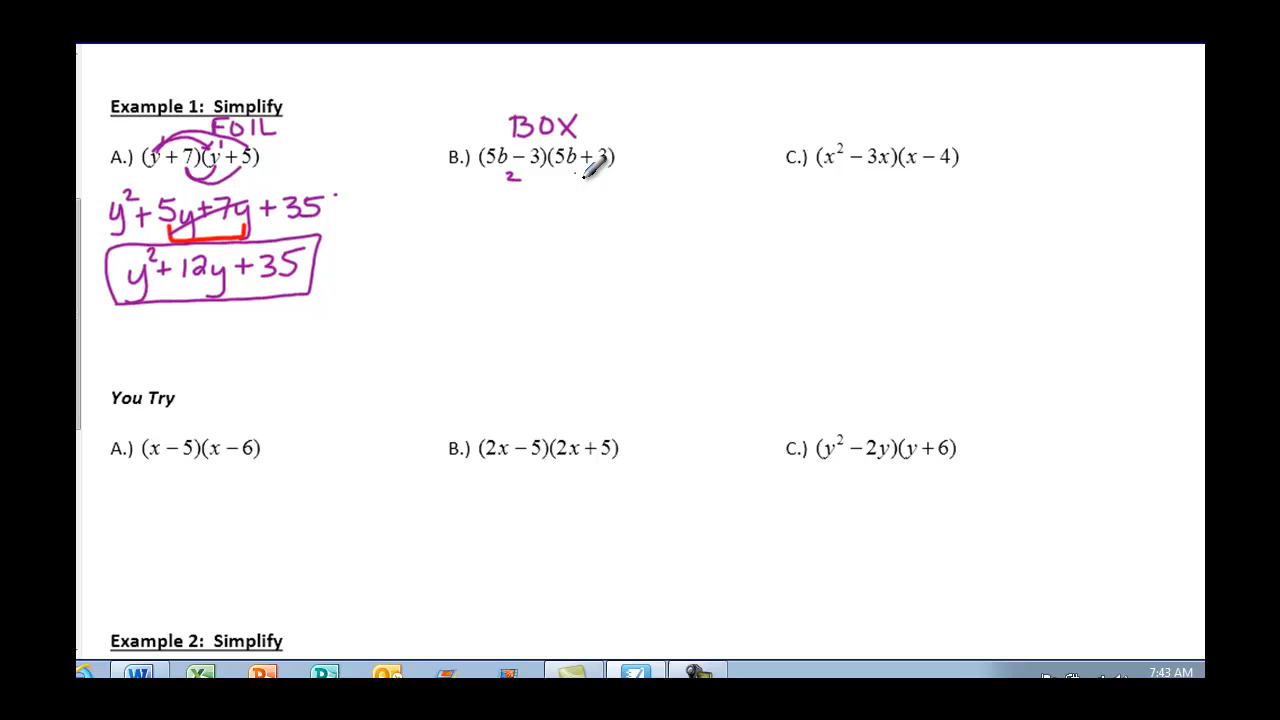 Example 1: Simplify
FOIL
BOX
A.) (y + 7)(y + 5)
B.) (5b − 3)(5b + 3)
C.) (x² − 3x)(x − 4)
2
y² + 5y + 7y + 35
y² + 12y + 35
You Try
A.) (x − 5)(x − 6)
B.) (2x − 5)(2x + 5)
C.) (y² − 2y)(y + 6)
Example 2: Simplify
7:43 AM